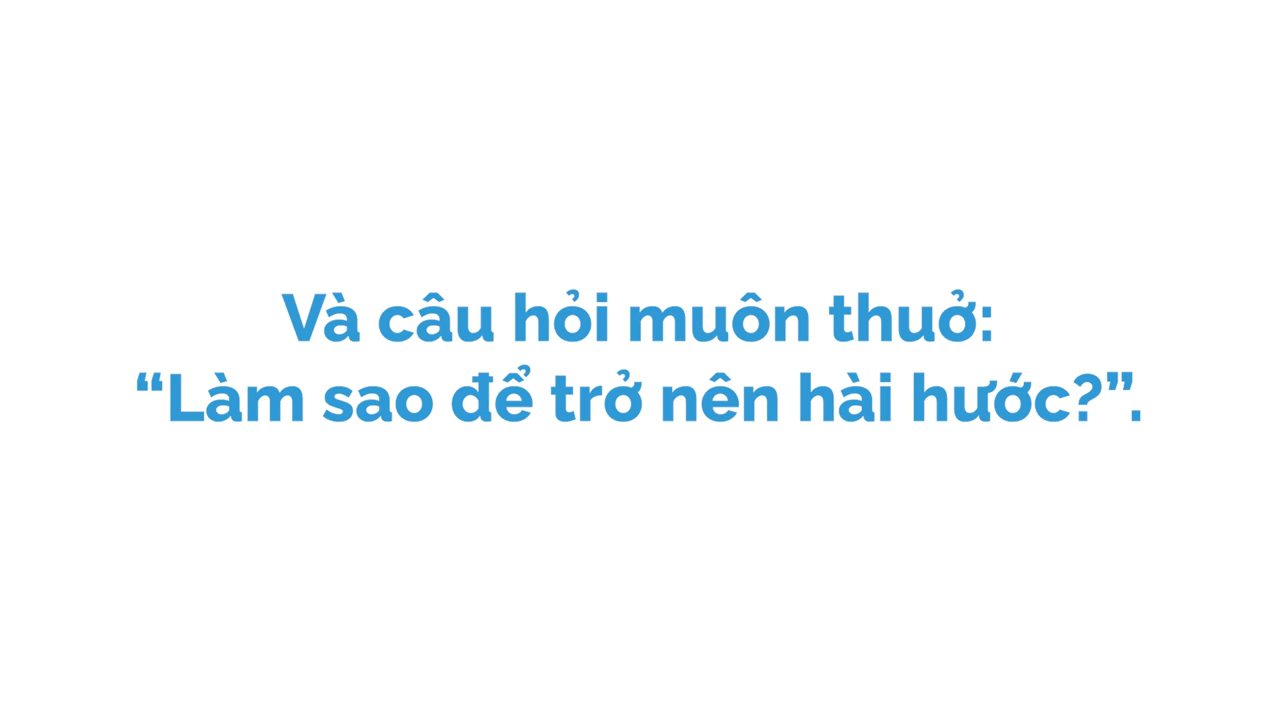 Và câu hỏi muôn thuở:
“Làm sao để trở nên hài hước?”.